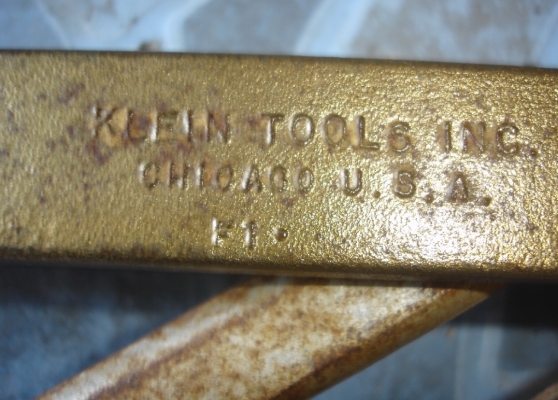 KLEIN TOOLS INC.
CHICAGO U.S.A.
F1.